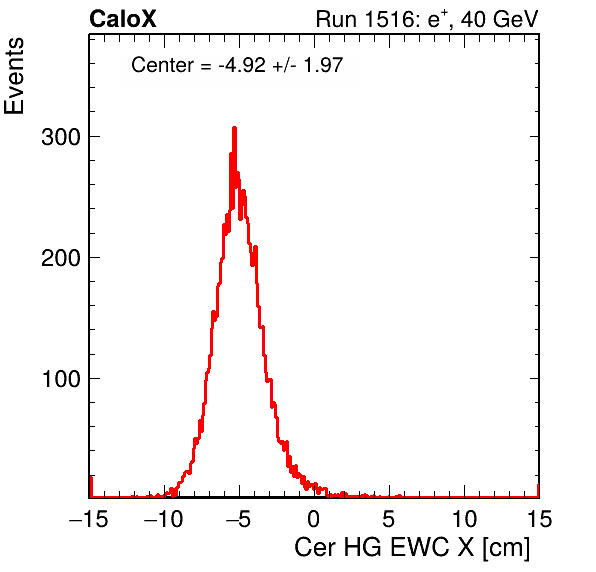 CaloX Run 1516: e⁺, 40 GeV
Center = -4.92 +/- 1.97
Events
300
200
100
−15 −10 −5 0 5 10 15
Cer HG EWC X [cm]